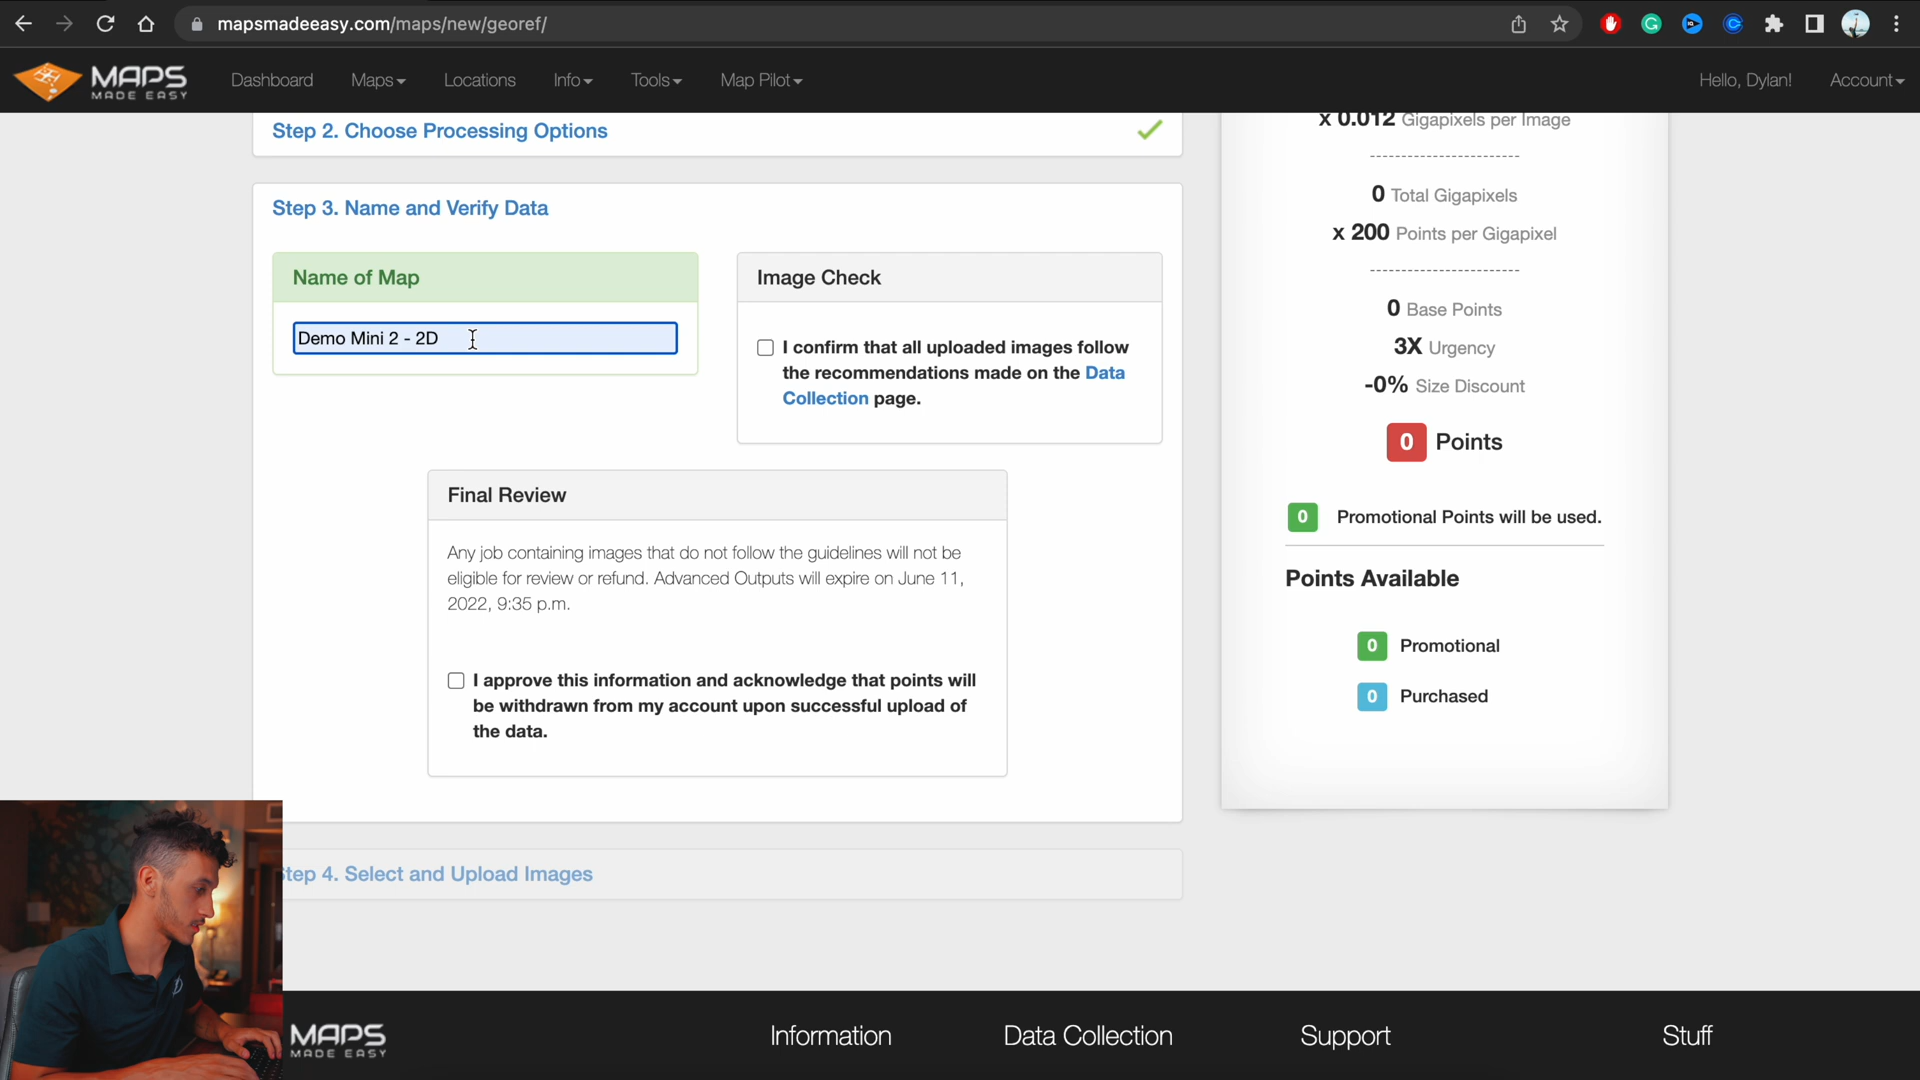 mapsmadeeasy.com/maps/new/georef/
MAPS
MADE EASY
Dashboard
Maps
Locations
Info
Tools
Map Pilot
Hello, Dylan!
Account
Step 2. Choose Processing Options
Step 3. Name and Verify Data
Name of Map
Demo Mini 2 - 2D
Image Check
I confirm that all uploaded images follow
the recommendations made on the Data
Collection page.
Final Review
Any job containing images that do not follow the guidelines will not be
eligible for review or refund. Advanced Outputs will expire on June 11,
2022, 9:35 p.m.
I approve this information and acknowledge that points will
be withdrawn from my account upon successful upload of
the data.
tep 4. Select and Upload Images
x 0.012 Gigapixels per Image
------------------------
0 Total Gigapixels
x 200 Points per Gigapixel
------------------------
0 Base Points
3X Urgency
-0% Size Discount
0 Points
0 Promotional Points will be used.
Points Available
0 Promotional
0 Purchased
MAPS
MADE EASY
Information
Data Collection
Support
Stuff